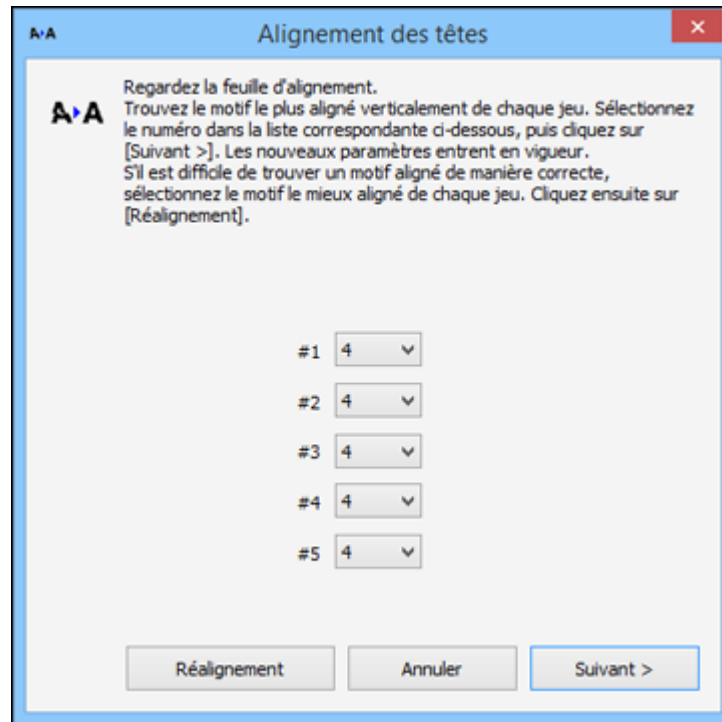 A›A
Alignement des têtes
A›A
Regardez la feuille d'alignement.
Trouvez le motif le plus aligné verticalement de chaque jeu. Sélectionnez
le numéro dans la liste correspondante ci-dessous, puis cliquez sur
[Suivant >]. Les nouveaux paramètres entrent en vigueur.
S'il est difficile de trouver un motif aligné de manière correcte,
sélectionnez le motif le mieux aligné de chaque jeu. Cliquez ensuite sur
[Réalignement].
#1 4
#2 4
#3 4
#4 4
#5 4
Réalignement Annuler Suivant >